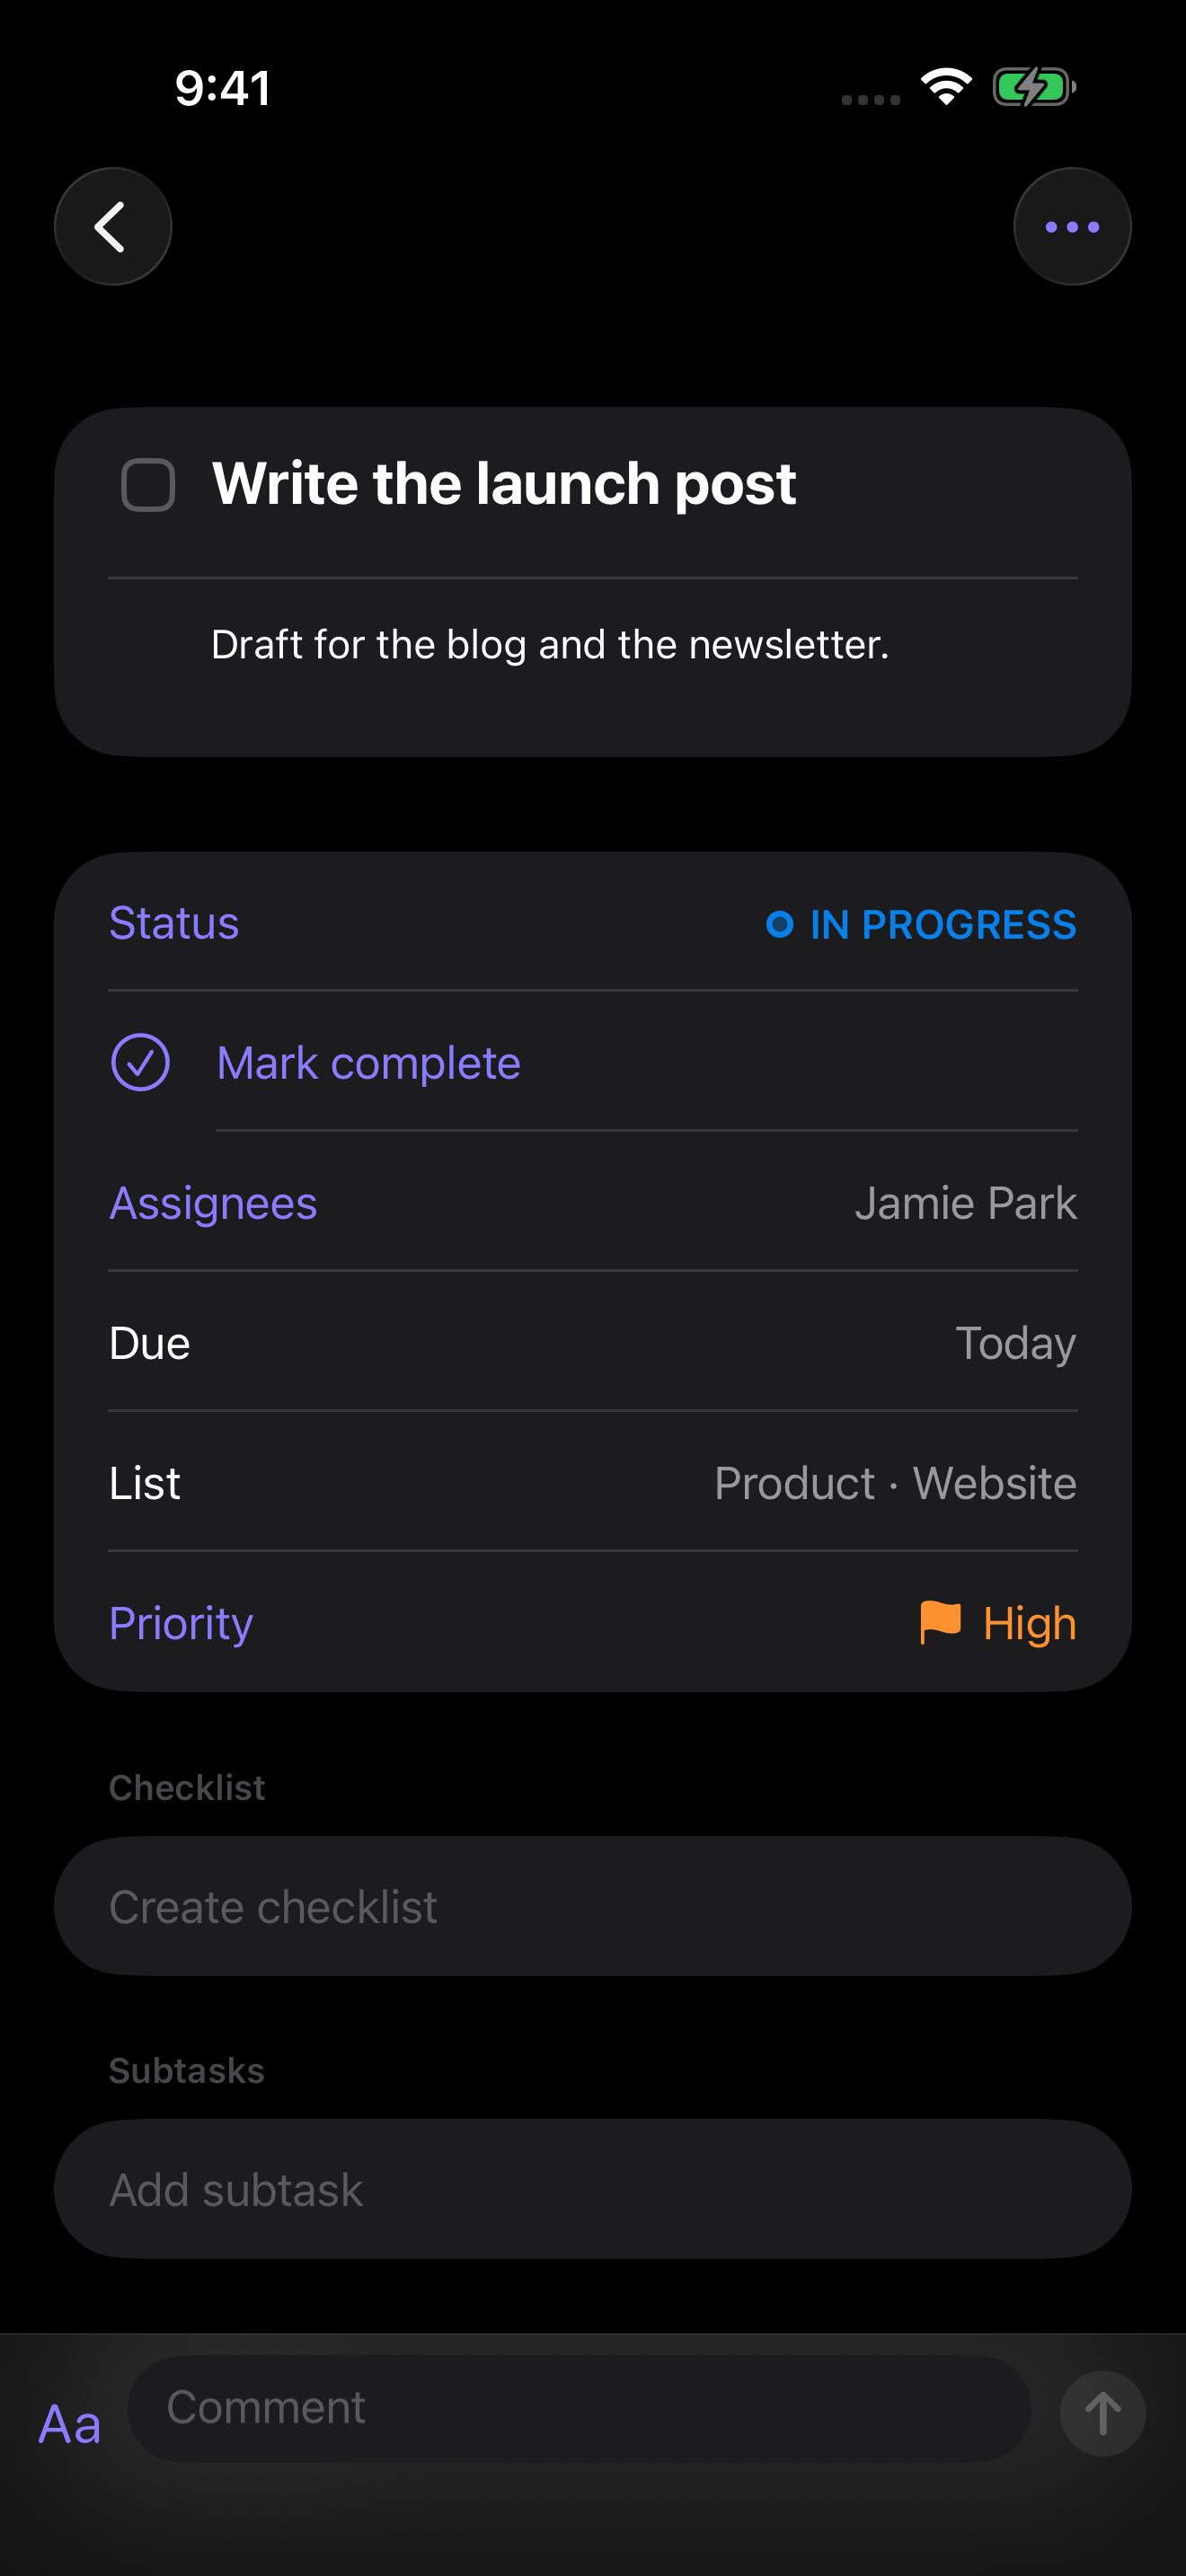 9:41
Write the launch post
Draft for the blog and the newsletter.
Status IN PROGRESS
Mark complete
Assignees Jamie Park
Due Today
List Product · Website
Priority High
Checklist
Create checklist
Subtasks
Add subtask
Aa Comment